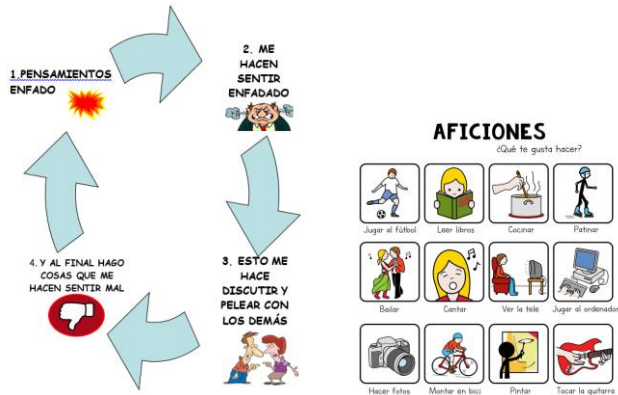 1.PENSAMIENTOS
ENFADO
2. ME
HACEN
SENTIR
ENFADADO
3. ESTO ME
HACE
DISCUTIR Y
PELEAR CON
LOS DEMÁS
4. Y AL FINAL HAGO
COSAS QUE ME
HACEN SENTIR MAL
AFICIONES
¿Qué te gusta hacer?
Jugar al fútbol
Leer libros
Cocinar
Patinar
Bailar
Cantar
Ver la tele
Jugar al ordenador
Hacer fotos
Montar en bici
Pintar
Tocar la guitarra